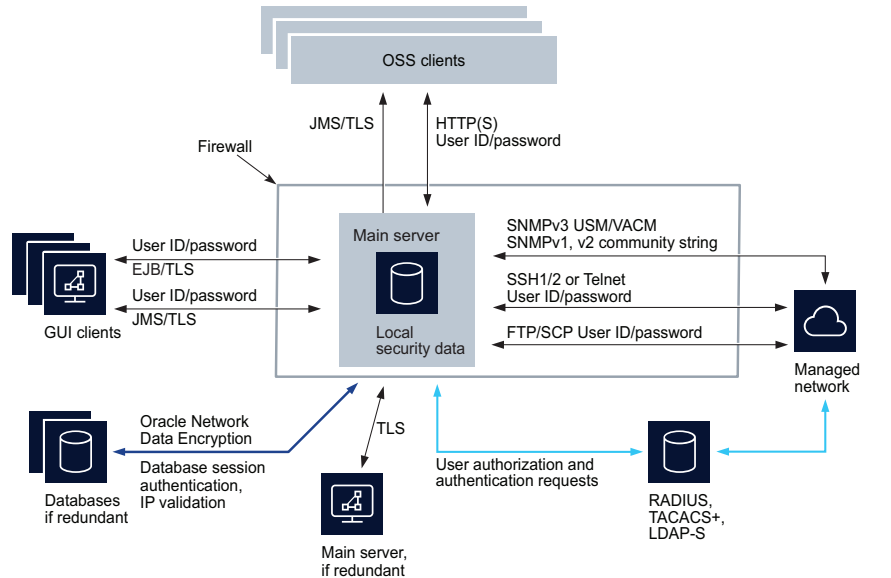 OSS clients
JMS/TLS
HTTP(S)
User ID/password
Firewall
Main server
Local
security data
SNMPv3 USM/VACM
SNMPv1, v2 community string
SSH1/2 or Telnet
User ID/password
FTP/SCP User ID/password
User ID/password
EJB/TLS
User ID/password
JMS/TLS
GUI clients
Managed
network
Oracle Network
Data Encryption
Database session
authentication,
IP validation
Databases
if redundant
TLS
Main server,
if redundant
User authorization and
authentication requests
RADIUS,
TACACS+,
LDAP-S